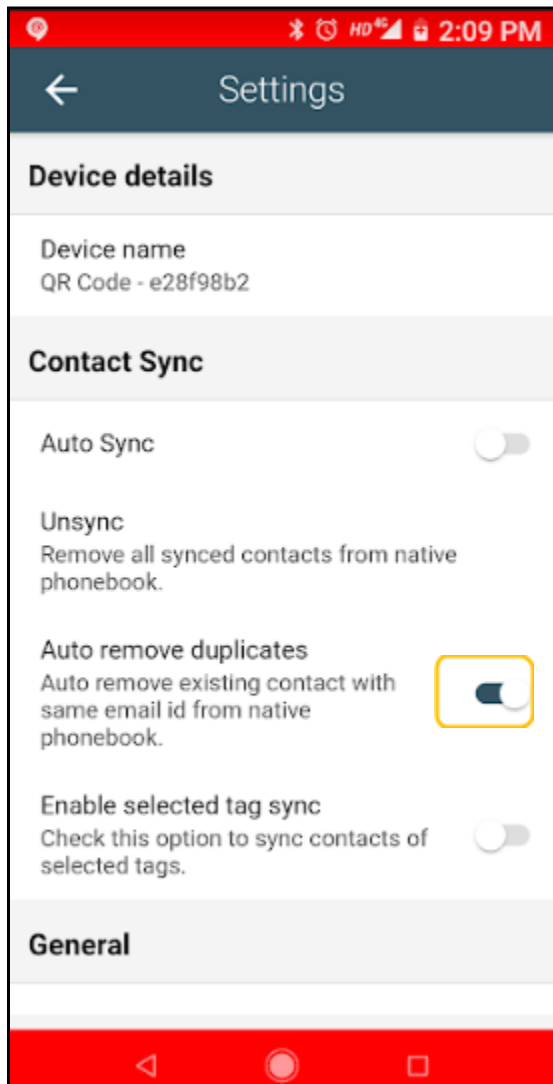 HD 4G 2:09 PM
Settings
Device details
Device name
QR Code - e28f98b2
Contact Sync
Auto Sync
Unsync
Remove all synced contacts from native
phonebook.
Auto remove duplicates
Auto remove existing contact with
same email id from native
phonebook.
Enable selected tag sync
Check this option to sync contacts of
selected tags.
General